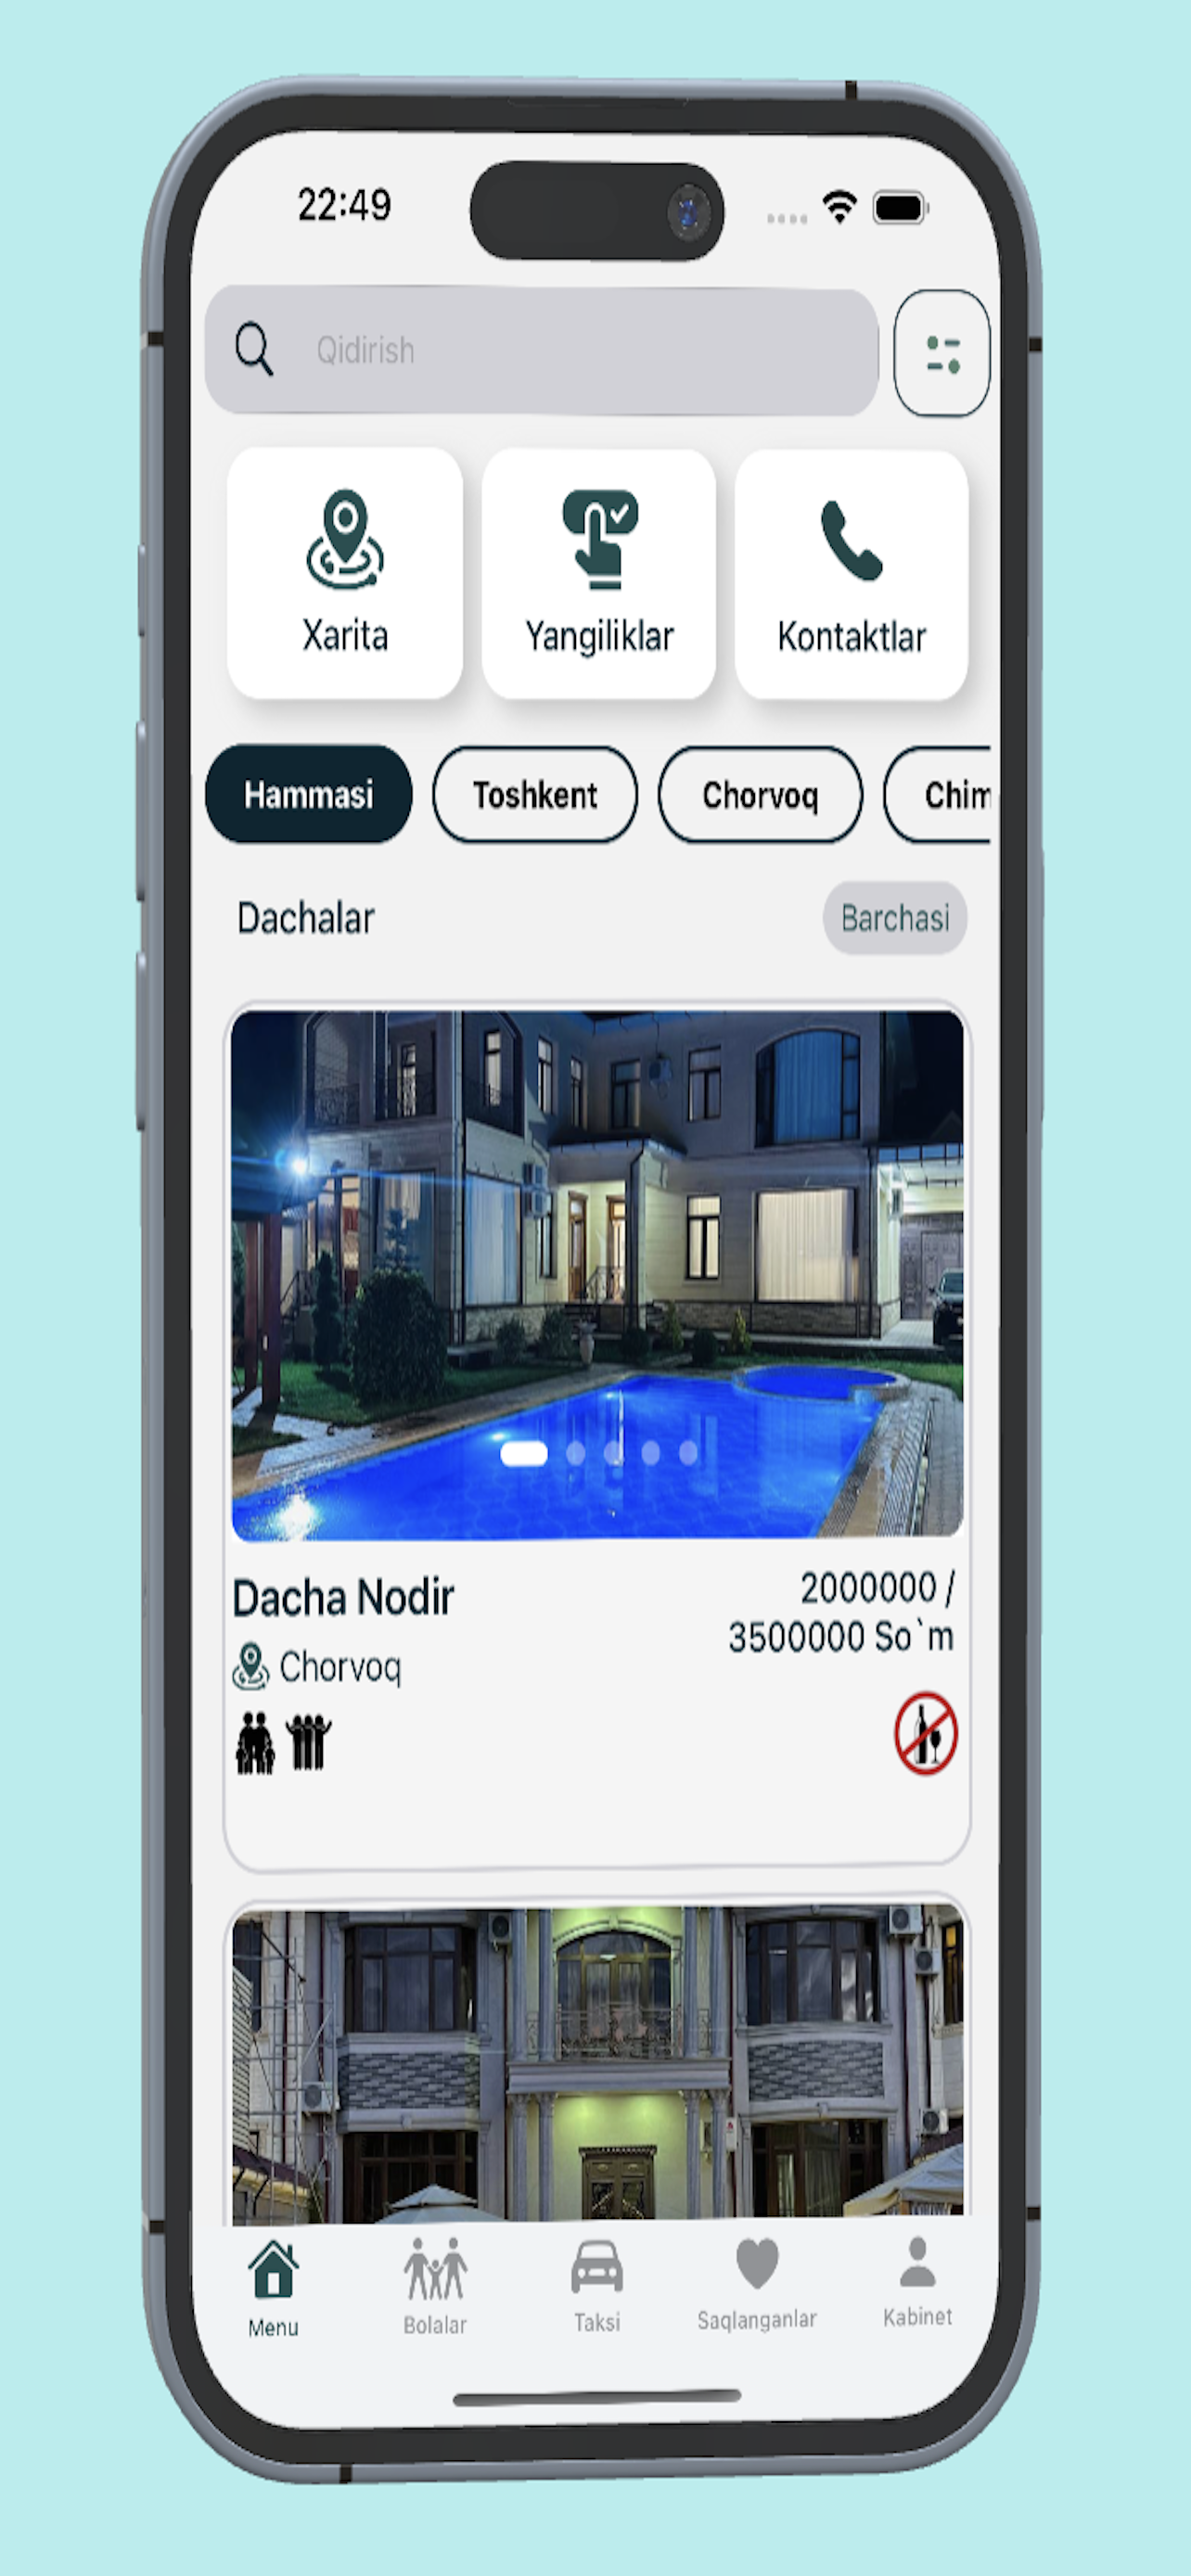 22:49
Qidirish
Xarita
Yangiliklar
Kontaktlar
Hammasi
Toshkent
Chorvoq
Chim
Dachalar
Barchasi
Dacha Nodir
2000000 /
3500000 So`m
Chorvoq
Menu
Bolalar
Taksi
Saqlanganlar
Kabinet